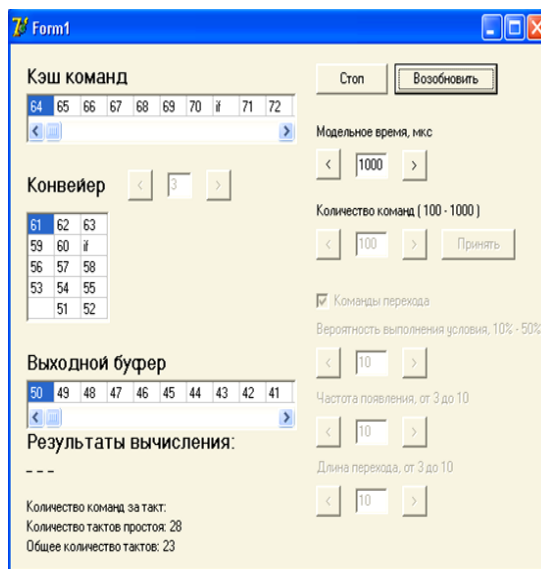 Form1
Кэш команд
64 65 66 67 68 69 70 if 71 72
Конвейер < 3 >
61 62 63
59 60 if
56 57 58
53 54 55
51 52
Выходной буфер
50 49 48 47 46 45 44 43 42 41
Результаты вычисления:
- - -
Количество команд за такт:
Количество тактов простоя: 28
Общее количество тактов: 23
Стоп Возобновить
Модельное время, мкс
< 1000 >
Количество команд ( 100 - 1000 )
< 100 > Принять
Команды перехода
Вероятность выполнения условия, 10% - 50%
< 10 >
Частота появления, от 3 до 10
< 10 >
Длина перехода, от 3 до 10
< 10 >